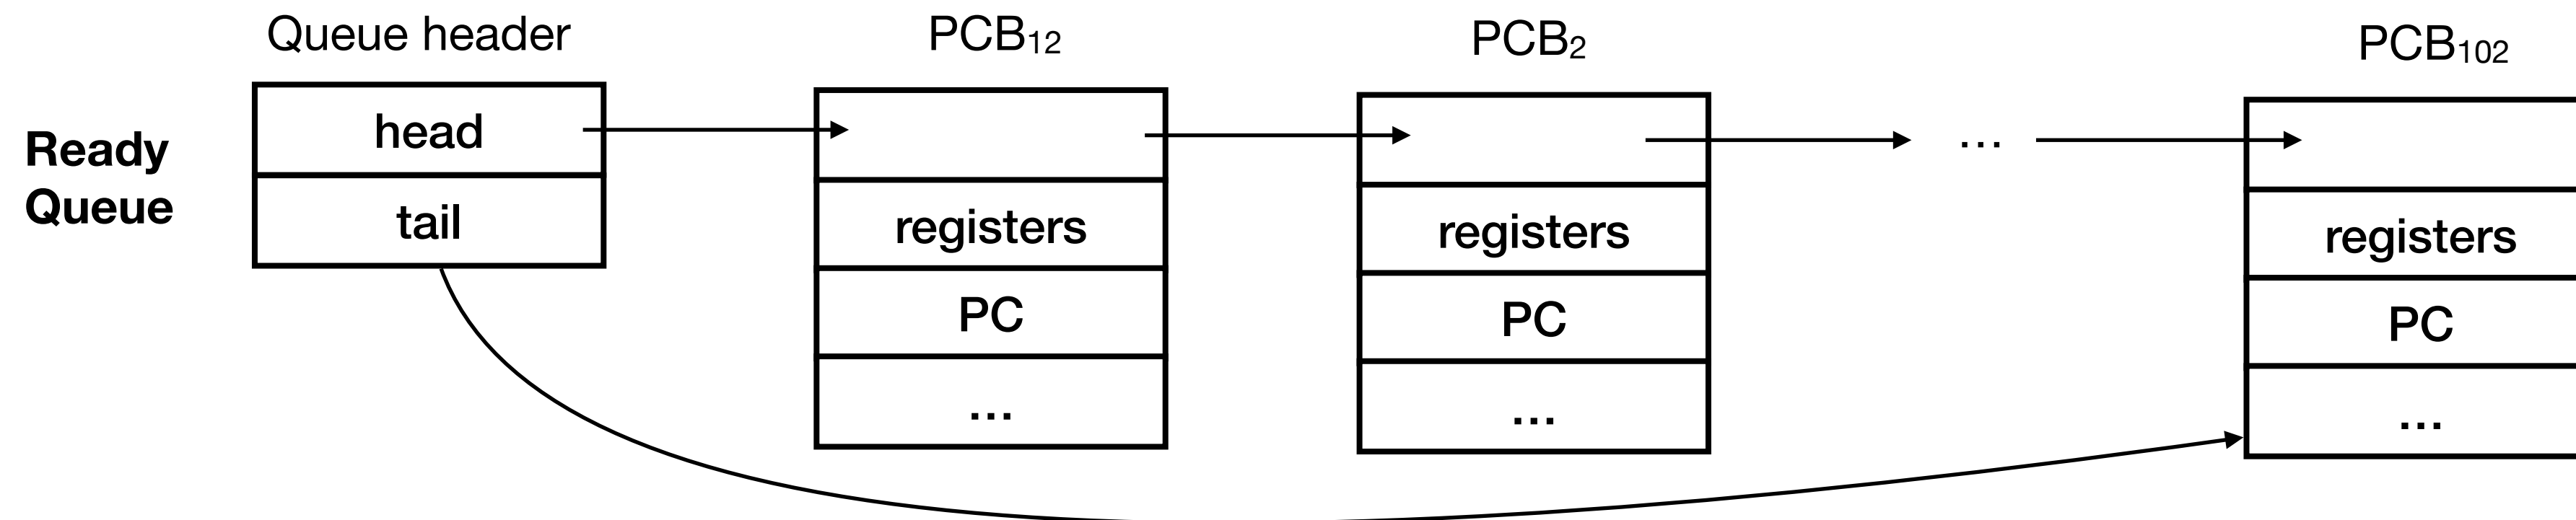 Queue header
PCB₁₂
PCB₂
PCB₁₀₂
Ready
Queue
head
tail
registers
PC
...
registers
PC
...
...
registers
PC
...